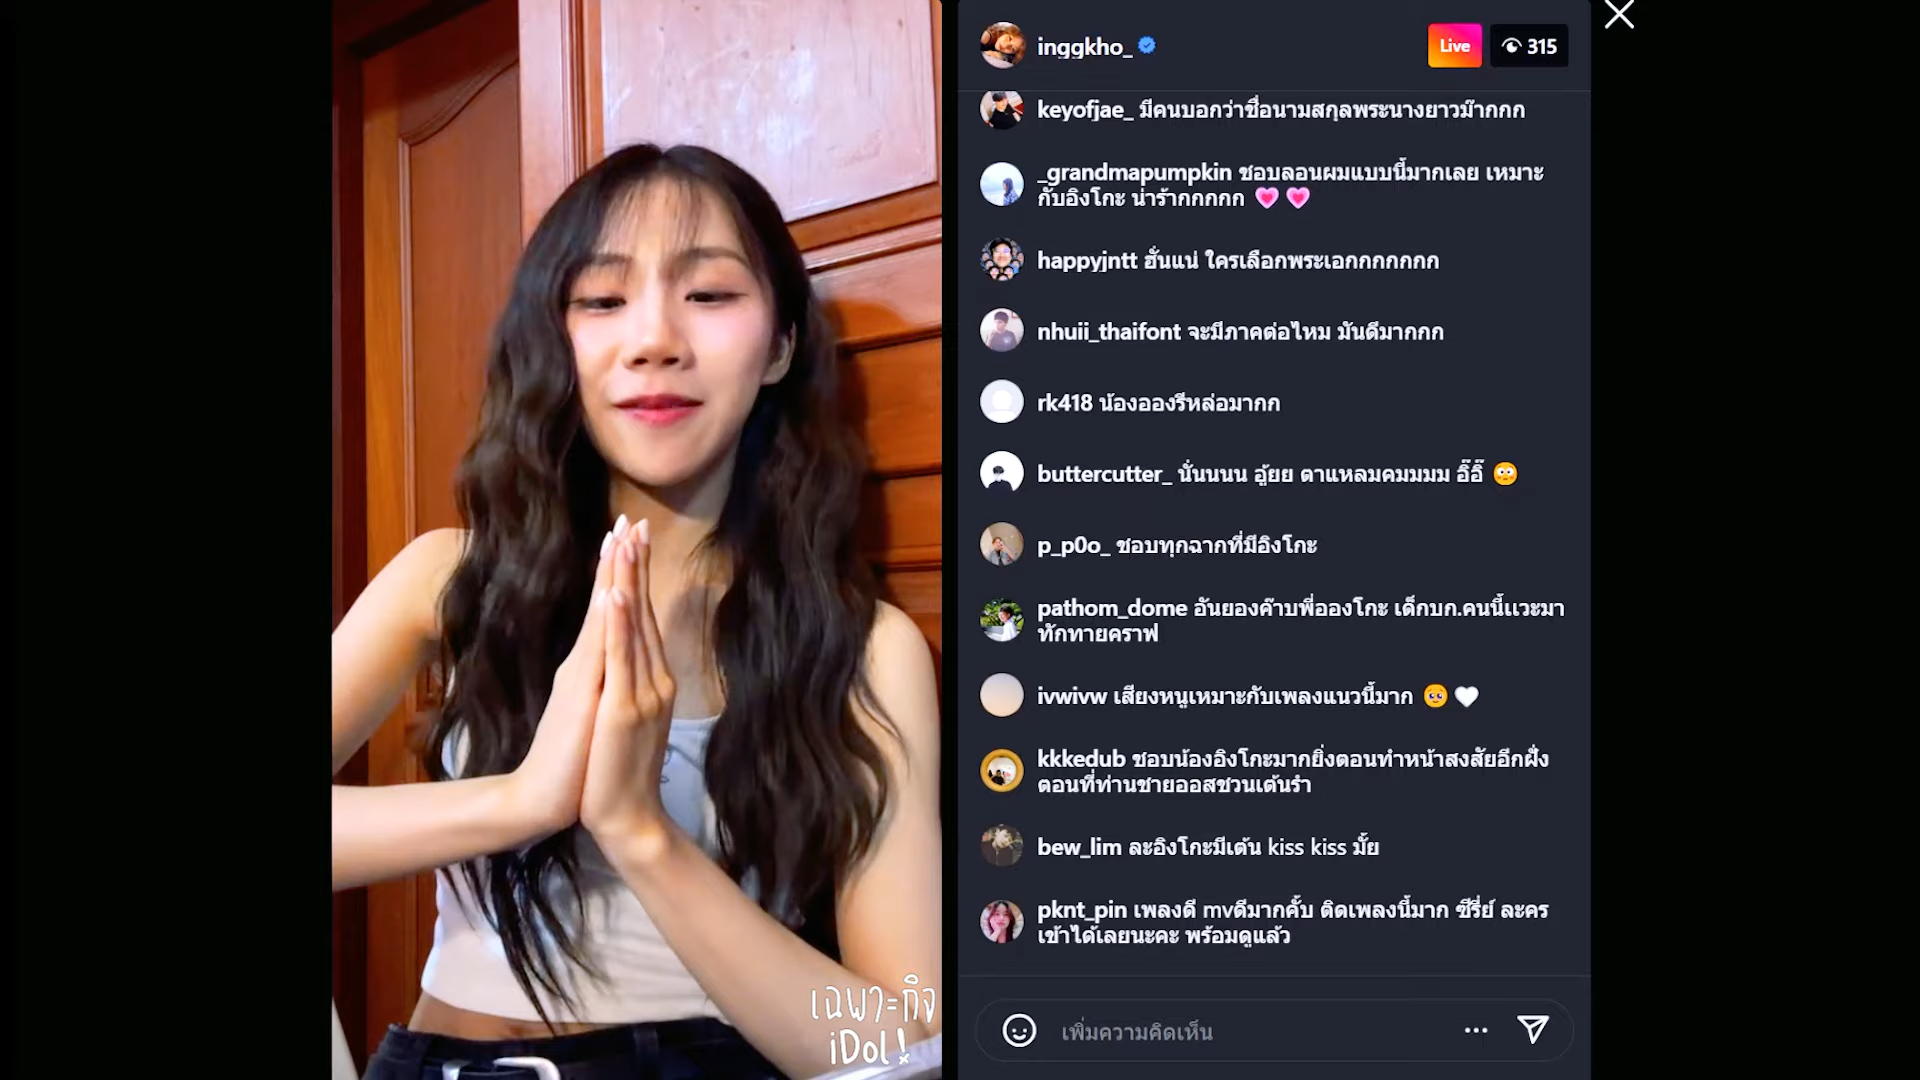 inggkho_
Live
315
keyofjae_ มีคนบอกว่าชื่อนามสกุลพระนางยาวม๊ากกก
_grandmapumpkin ชอบลอนผมแบบนี้มากเลย เหมาะ
กับอิงโกะ น่าร้ากกกกก 💗 💗
happyjntt ฮั่นแน่ ใครเลือกพระเอกกกกกกก
nhuii_thaifont จะมีภาคต่อไหม มันดีมากกก
rk418 น้องอองรีหล่อมากก
buttercutter_ นั่นนนน อู้ยย ตาแหลมคมมมม อิ๊อิ๊ 😳
p_p0o_ ชอบทุกฉากที่มีอิงโกะ
pathom_dome อันยองค๊าบพี่อองโกะ เด็กบก.คนนี้เเวะมา
ทักทายคราฟ
ivwivw เสียงหนูเหมาะกับเพลงแนวนี้มาก 🥺 🤍
kkkedub ชอบน้องอิงโกะมากยิ่งตอนทำหน้าสงสัยอีกฝั่ง
ตอนที่ท่านชายออสชวนเต้นรำ
bew_lim ละอิงโกะมีเต้น kiss kiss มั้ย
pknt_pin เพลงดี mvดีมากคั้บ ติดเพลงนี้มาก ซีรี่ย์ ละคร
เข้าได้เลยนะคะ พร้อมดูแล้ว
เพิ่มความคิดเห็น
เฉพาะกิจ
iDol!